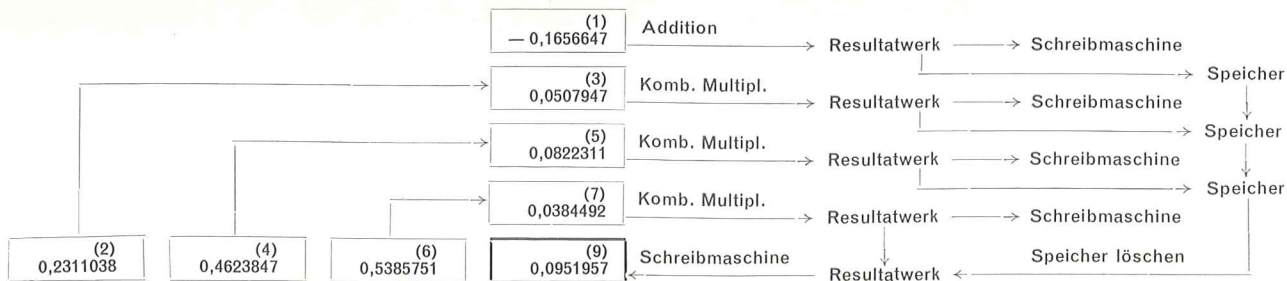 (1) Addition
— 0,1656647 Resultatwerk Schreibmaschine
(3) Komb. Multipl. Speicher
0,0507947 Resultatwerk Schreibmaschine
(5) Komb. Multipl. Speicher
0,0822311 Resultatwerk Schreibmaschine
(7) Komb. Multipl. Speicher
0,0384492 Resultatwerk Schreibmaschine
(2) (4) (6) (9) Schreibmaschine Speicher löschen
0,2311038 0,4623847 0,5385751 0,0951957 Resultatwerk